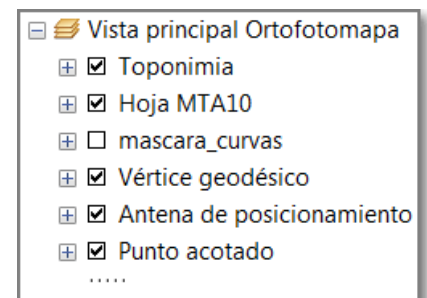 Vista principal Ortofotomapa
Toponimia
Hoja MTA10
mascara_curvas
Vértice geodésico
Antena de posicionamiento
Punto acotado
.....